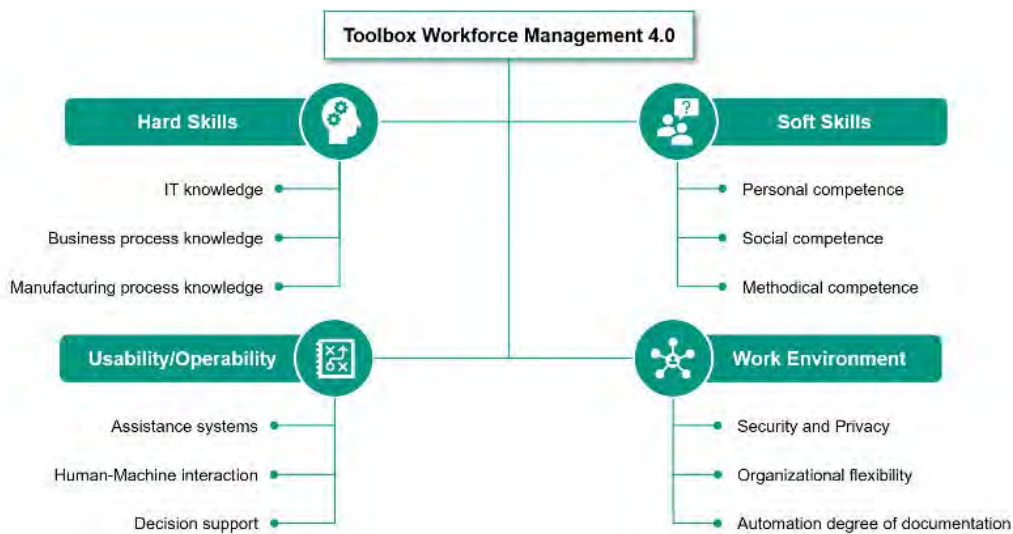 Toolbox Workforce Management 4.0
Hard Skills
IT knowledge
Business process knowledge
Manufacturing process knowledge
Soft Skills
?
Personal competence
Social competence
Methodical competence
Usability/Operability
Assistance systems
Human-Machine interaction
Decision support
Work Environment
Security and Privacy
Organizational flexibility
Automation degree of documentation